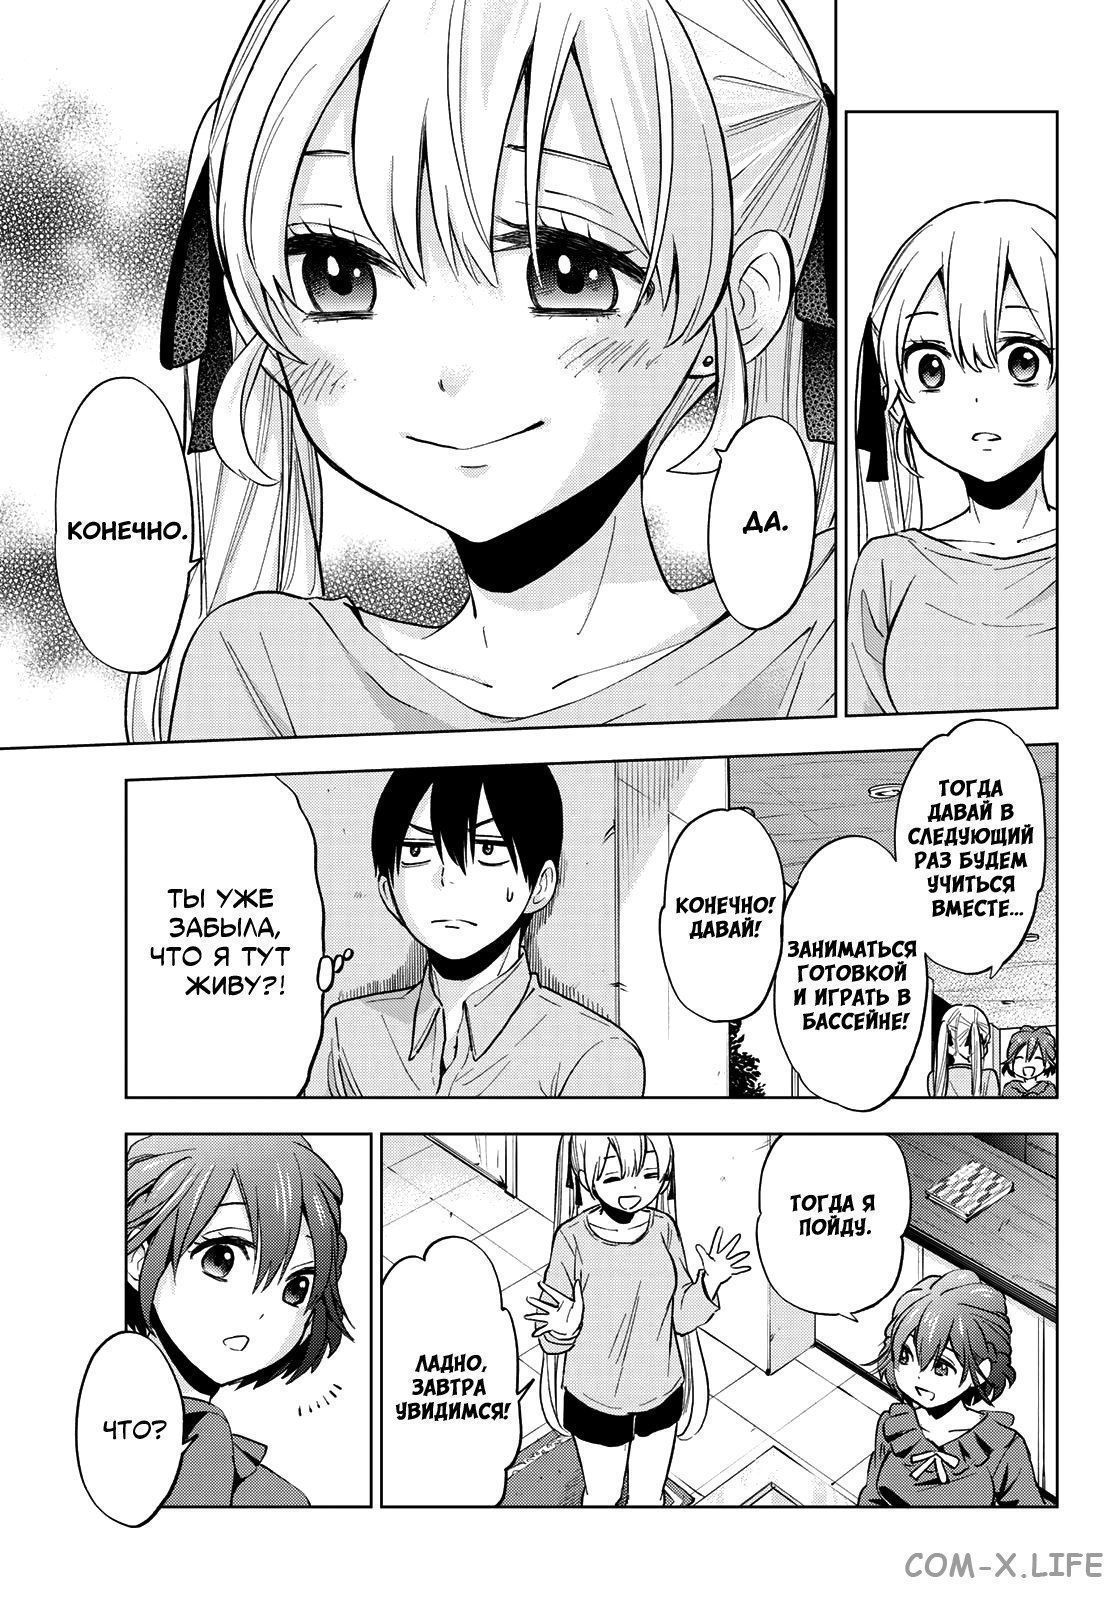 ДА.
КОНЕЧНО.
ТОГДА
ДАВАЙ В
СЛЕДУЮЩИЙ
РАЗ БУДЕМ
УЧИТЬСЯ
ВМЕСТЕ...
ЗАНИМАТЬСЯ
ГОТОВКОЙ
И ИГРАТЬ В
БАССЕЙНЕ!
КОНЕЧНО!
ДАВАЙ!
ТЫ УЖЕ
ЗАБЫЛА,
ЧТО Я ТУТ
ЖИВУ?!
ТОГДА Я
ПОЙДУ.
ЛАДНО,
ЗАВТРА
УВИДИМСЯ!
ЧТО?
COM-X.LIFE